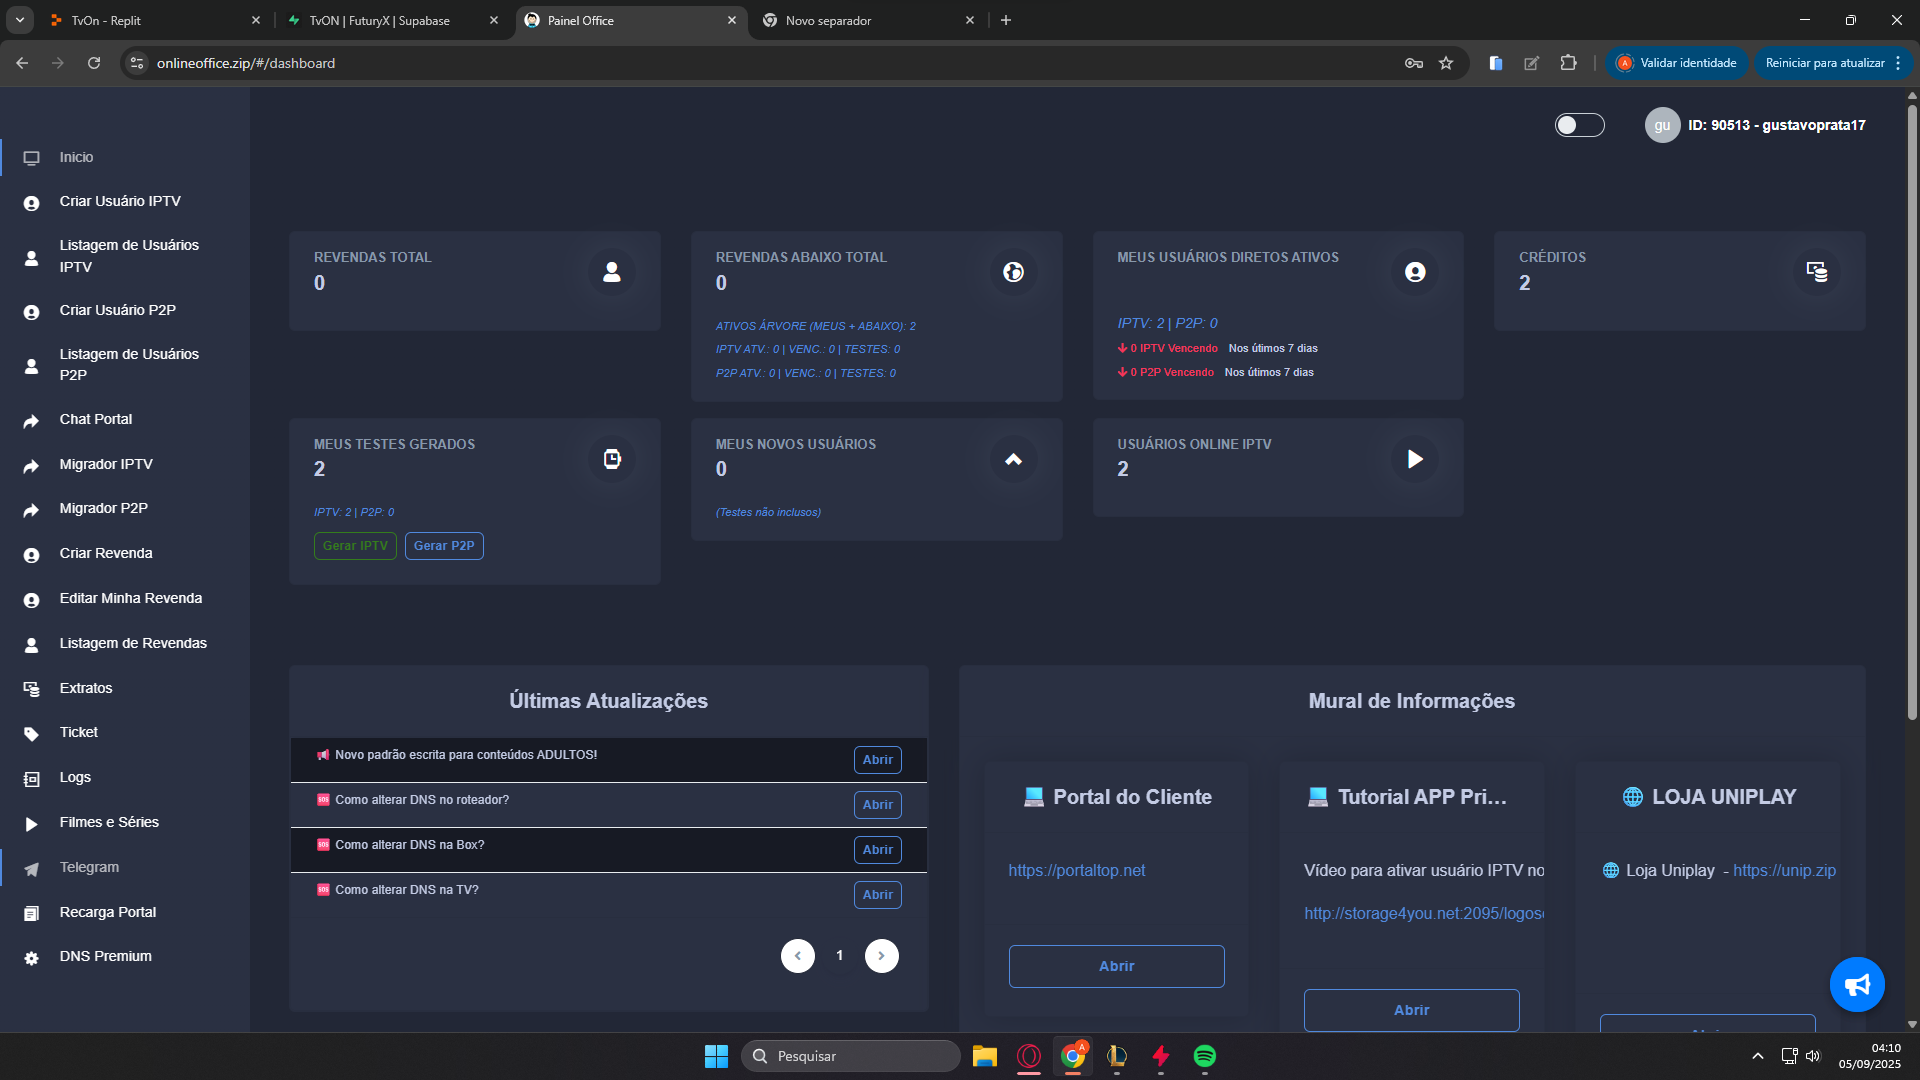 TvOn - Replit
TvON | FuturyX | Supabase
Painel Office
Novo separador
onlineoffice.zip/#/dashboard
A
Validar identidade
Reiniciar para atualizar
gu
ID: 90513 - gustavoprata17
Inicio
Criar Usuário IPTV
Listagem de Usuários
IPTV
Criar Usuário P2P
Listagem de Usuários
P2P
Chat Portal
Migrador IPTV
Migrador P2P
Criar Revenda
Editar Minha Revenda
Listagem de Revendas
Extratos
Ticket
Logs
Filmes e Séries
Telegram
Recarga Portal
DNS Premium
REVENDAS TOTAL
0
REVENDAS ABAIXO TOTAL
0
ATIVOS ÁRVORE (MEUS + ABAIXO): 2
IPTV ATV.: 0 | VENC.: 0 | TESTES: 0
P2P ATV.: 0 | VENC.: 0 | TESTES: 0
MEUS USUÁRIOS DIRETOS ATIVOS
IPTV: 2 | P2P: 0
0 IPTV Vencendo Nos útimos 7 dias
0 P2P Vencendo Nos útimos 7 dias
CRÉDITOS
2
MEUS TESTES GERADOS
2
IPTV: 2 | P2P: 0
Gerar IPTV
Gerar P2P
MEUS NOVOS USUÁRIOS
0
(Testes não inclusos)
USUÁRIOS ONLINE IPTV
2
Últimas Atualizações
Novo padrão escrita para conteúdos ADULTOS!
Abrir
SOS Como alterar DNS no roteador?
Abrir
SOS Como alterar DNS na Box?
Abrir
SOS Como alterar DNS na TV?
Abrir
1
Mural de Informações
Portal do Cliente
https://portaltop.net
Abrir
Tutorial APP Pri...
Vídeo para ativar usuário IPTV no
http://storage4you.net:2095/logos
Abrir
LOJA UNIPLAY
Loja Uniplay - https://unip.zip
Pesquisar
A
04:10
05/09/2025